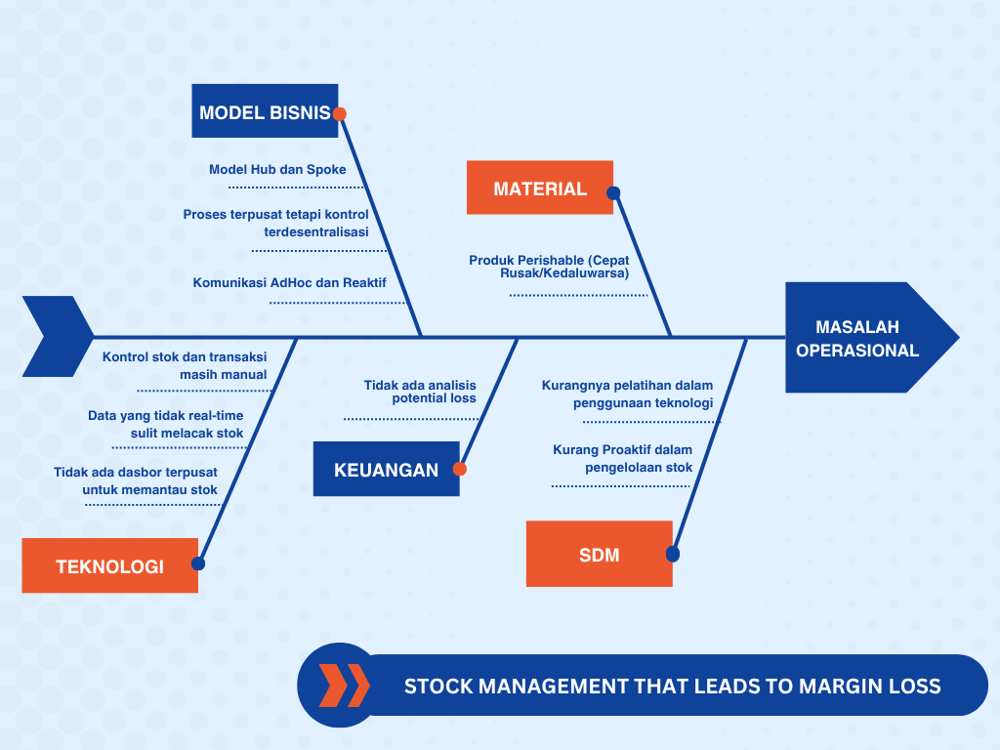 MODEL BISNIS
Model Hub dan Spoke
Proses terpusat tetapi kontrol
terdesentralisasi
Komunikasi AdHoc dan Reaktif
MATERIAL
Produk Perishable (Cepat
Rusak/Kedaluwarsa)
MASALAH
OPERASIONAL
Kontrol stok dan transaksi
masih manual
Data yang tidak real-time
sulit melacak stok
Tidak ada dasbor terpusat
untuk memantau stok
TEKNOLOGI
Tidak ada analisis
potential loss
KEUANGAN
Kurangnya pelatihan dalam
penggunaan teknologi
Kurang Proaktif dalam
pengelolaan stok
SDM
STOCK MANAGEMENT THAT LEADS TO MARGIN LOSS